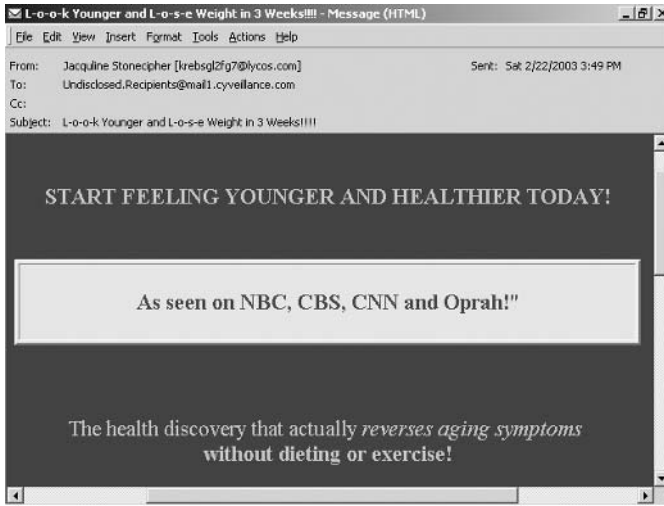 L-o-o-k Younger and L-o-s-e Weight in 3 Weeks!!!! - Message (HTML)
File Edit View Insert Format Tools Actions Help
From: Jacquline Stonecipher [krebsgl2fg7@lycos.com] Sent: Sat 2/22/2003 3:49 PM
To: Undisclosed.Recipients@mail1.cyveillance.com
Cc:
Subject: L-o-o-k Younger and L-o-s-e Weight in 3 Weeks!!!!
START FEELING YOUNGER AND HEALTHIER TODAY!
As seen on NBC, CBS, CNN and Oprah!"
The health discovery that actually reverses aging symptoms
without dieting or exercise!